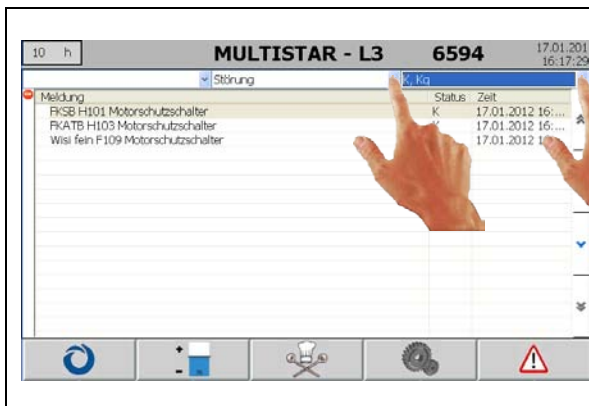 10 h
MULTISTAR - L3
6594
17.01.201
16:17:29
Störung
K, Kq
Meldung Status Zeit
FKSB H101 Motorschutzschalter K 17.01.2012 16:...
FKATB H103 Motorschutzschalter 17.01.2012 16:...
Wisi fein F109 Motorschutzschalter 17.01.2012 1
+
-